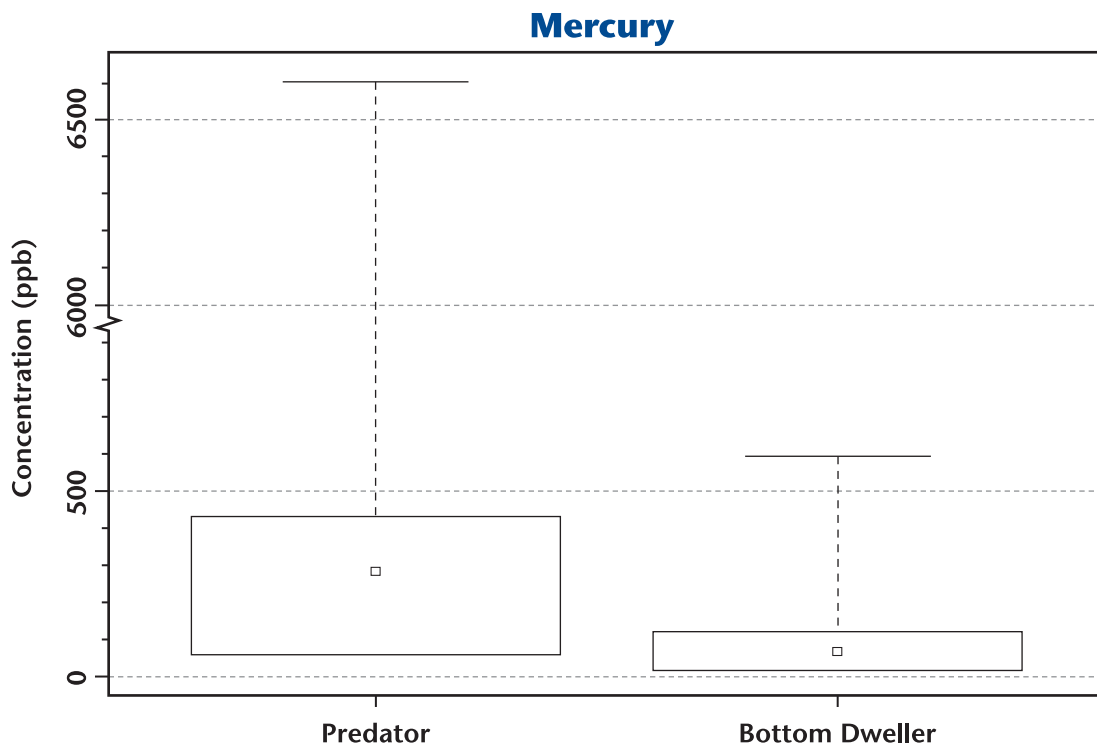 Mercury
Concentration (ppb)
6500
6000
500
0
Predator
Bottom Dweller